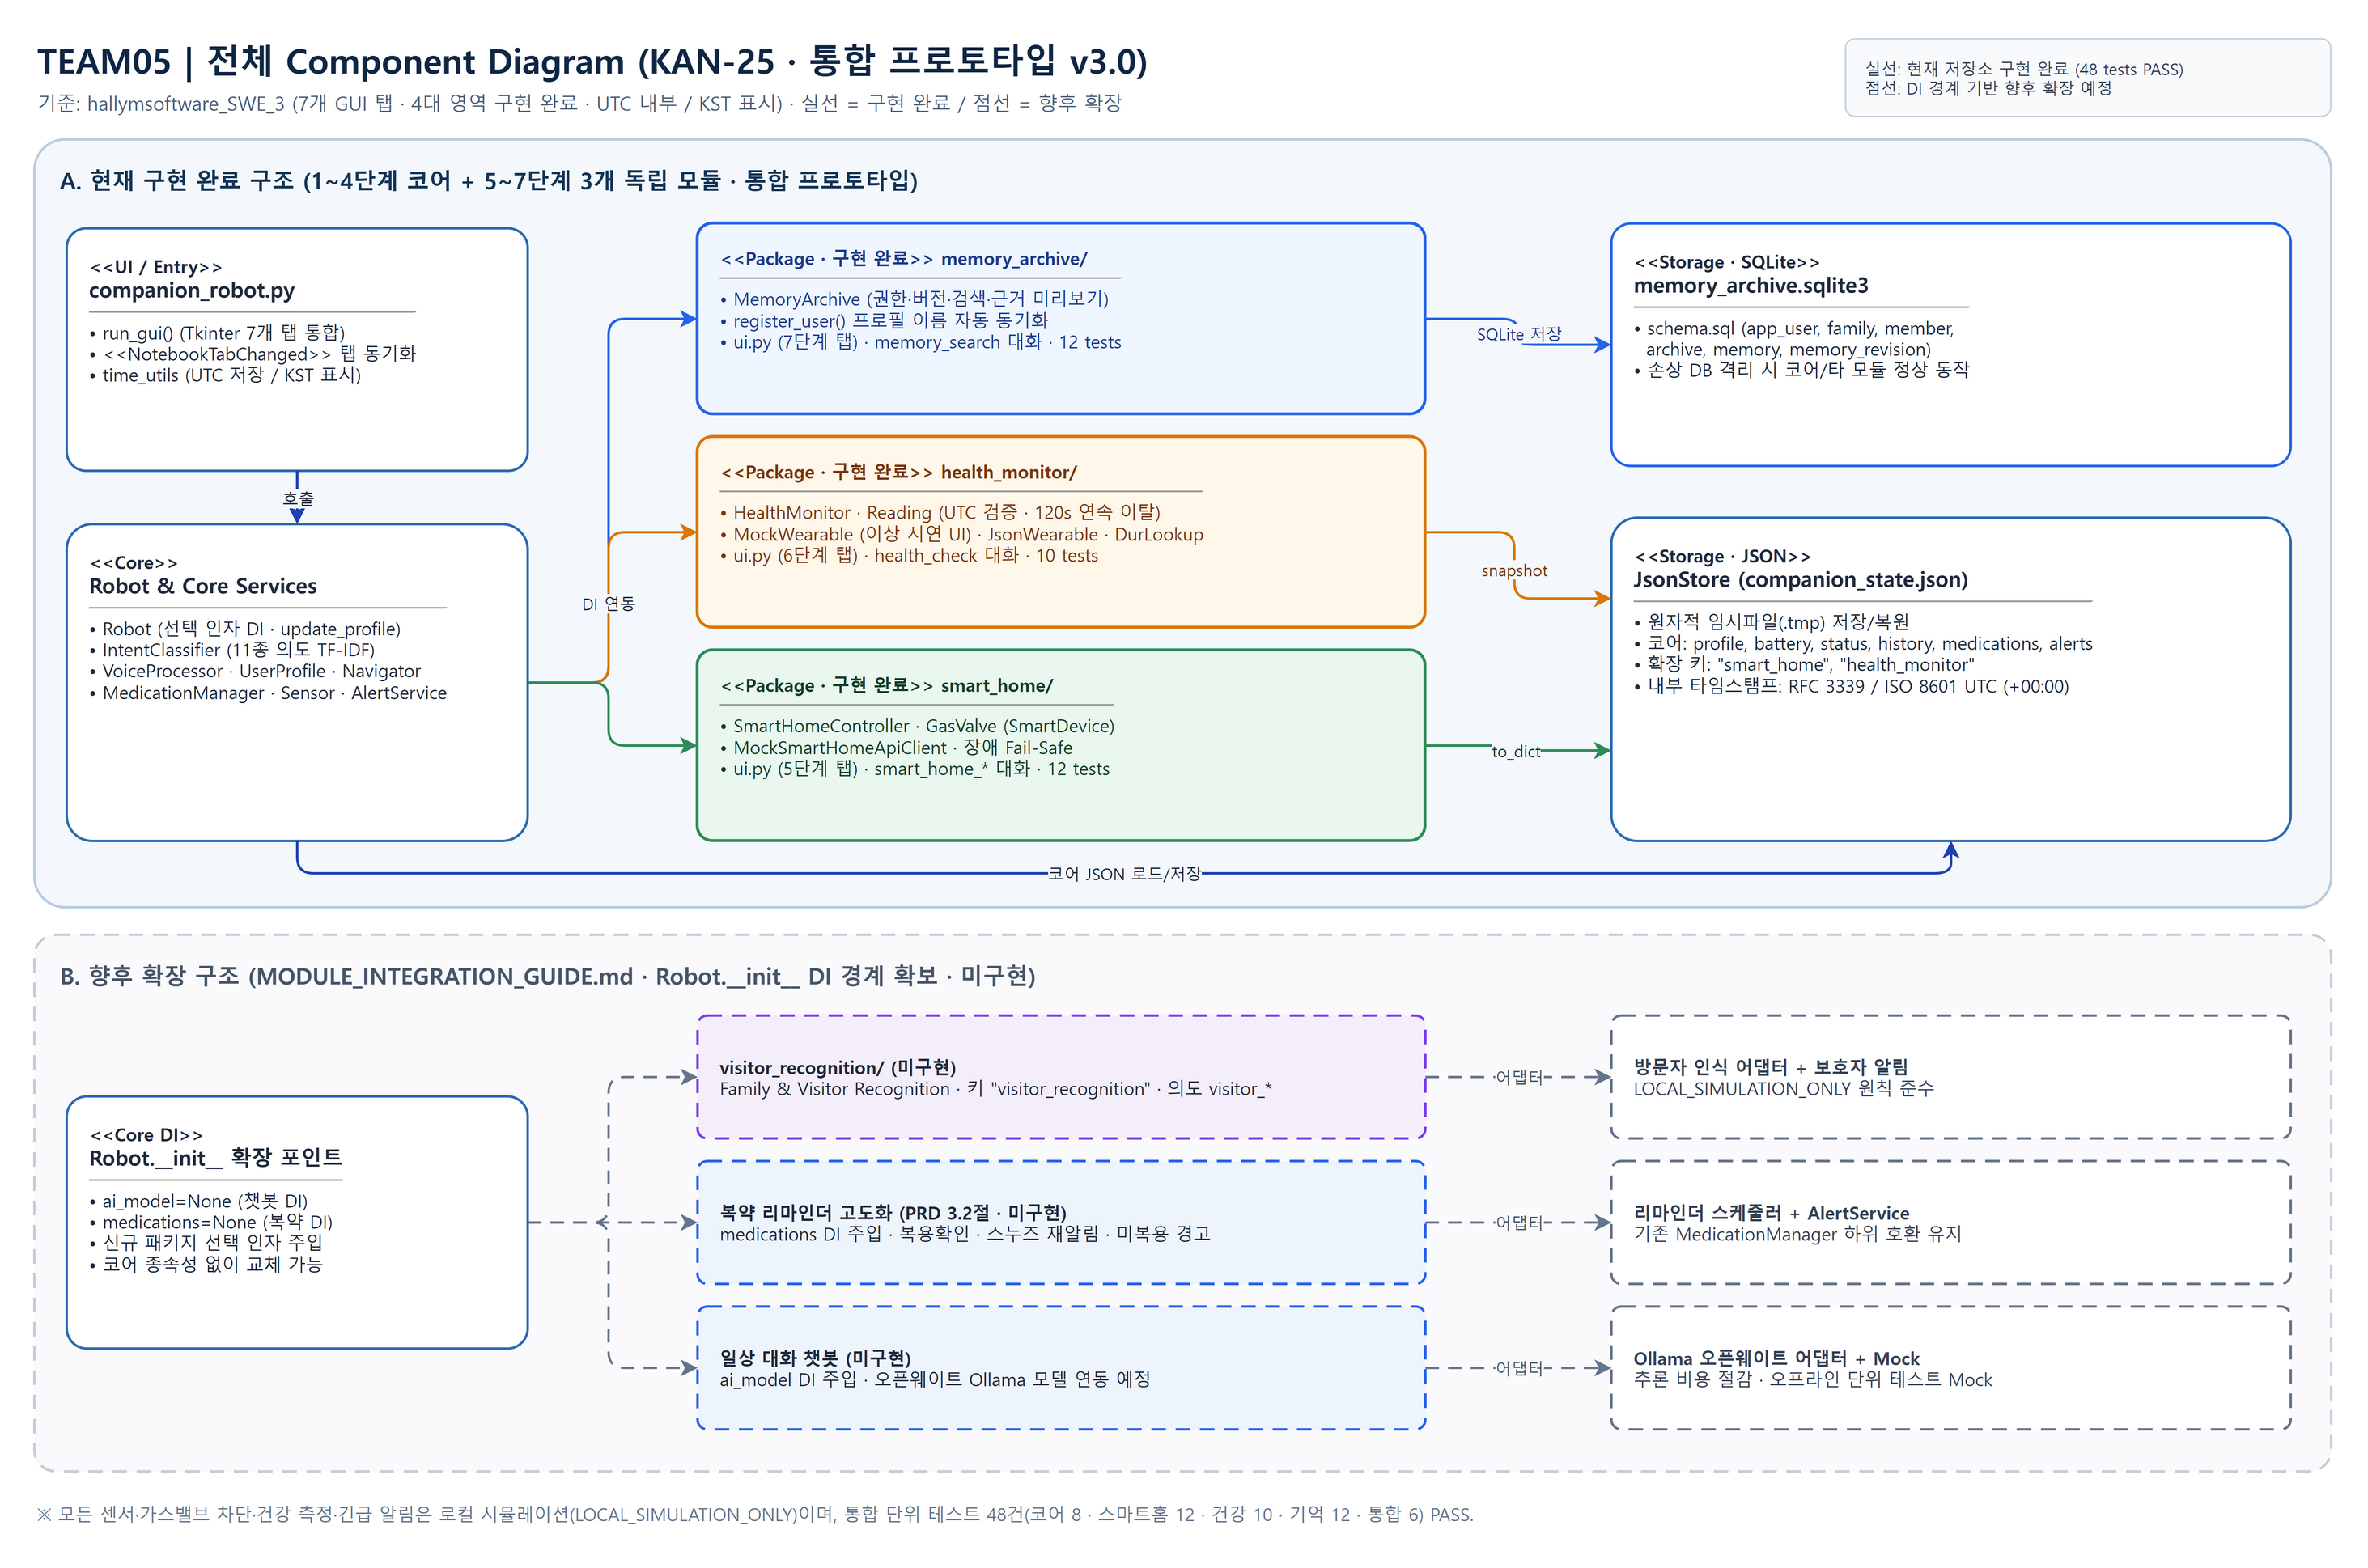 TEAM05 | 전체 Component Diagram (KAN-25 · 통합 프로토타입 v3.0)
기준: hallymsoftware_SWE_3 (7개 GUI 탭 · 4대 영역 구현 완료 · UTC 내부 / KST 표시) · 실선 = 구현 완료 / 점선 = 향후 확장
실선: 현재 저장소 구현 완료 (48 tests PASS)
점선: DI 경계 기반 향후 확장 예정
A. 현재 구현 완료 구조 (1~4단계 코어 + 5~7단계 3개 독립 모듈 · 통합 프로토타입)
<<UI / Entry>>
companion_robot.py
• run_gui() (Tkinter 7개 탭 통합)
• <<NotebookTabChanged>> 탭 동기화
• time_utils (UTC 저장 / KST 표시)
호출
<<Core>>
Robot & Core Services
• Robot (선택 인자 DI · update_profile)
• IntentClassifier (11종 의도 TF-IDF)
• VoiceProcessor · UserProfile · Navigator
• MedicationManager · Sensor · AlertService
DI 연동
<<Package · 구현 완료>> memory_archive/
• MemoryArchive (권한·버전·검색·근거 미리보기)
• register_user() 프로필 이름 자동 동기화
• ui.py (7단계 탭) · memory_search 대화 · 12 tests
<<Package · 구현 완료>> health_monitor/
• HealthMonitor · Reading (UTC 검증 · 120s 연속 이탈)
• MockWearable (이상 시연 UI) · JsonWearable · DurLookup
• ui.py (6단계 탭) · health_check 대화 · 10 tests
<<Package · 구현 완료>> smart_home/
• SmartHomeController · GasValve (SmartDevice)
• MockSmartHomeApiClient · 장애 Fail-Safe
• ui.py (5단계 탭) · smart_home_* 대화 · 12 tests
SQLite 저장
snapshot
to_dict
<<Storage · SQLite>>
memory_archive.sqlite3
• schema.sql (app_user, family, member,
archive, memory, memory_revision)
• 손상 DB 격리 시 코어/타 모듈 정상 동작
<<Storage · JSON>>
JsonStore (companion_state.json)
• 원자적 임시파일(.tmp) 저장/복원
• 코어: profile, battery, status, history, medications, alerts
• 확장 키: "smart_home", "health_monitor"
• 내부 타임스탬프: RFC 3339 / ISO 8601 UTC (+00:00)
코어 JSON 로드/저장
B. 향후 확장 구조 (MODULE_INTEGRATION_GUIDE.md · Robot.__init__ DI 경계 확보 · 미구현)
<<Core DI>>
Robot.__init__ 확장 포인트
• ai_model=None (챗봇 DI)
• medications=None (복약 DI)
• 신규 패키지 선택 인자 주입
• 코어 종속성 없이 교체 가능
visitor_recognition/ (미구현)
Family & Visitor Recognition · 키 "visitor_recognition" · 의도 visitor_*
어댑터
방문자 인식 어댑터 + 보호자 알림
LOCAL_SIMULATION_ONLY 원칙 준수
복약 리마인더 고도화 (PRD 3.2절 · 미구현)
medications DI 주입 · 복용확인 · 스누즈 재알림 · 미복용 경고
어댑터
리마인더 스케줄러 + AlertService
기존 MedicationManager 하위 호환 유지
일상 대화 챗봇 (미구현)
ai_model DI 주입 · 오픈웨이트 Ollama 모델 연동 예정
어댑터
Ollama 오픈웨이트 어댑터 + Mock
추론 비용 절감 · 오프라인 단위 테스트 Mock
※ 모든 센서·가스밸브 차단·건강 측정·긴급 알림은 로컬 시뮬레이션(LOCAL_SIMULATION_ONLY)이며, 통합 단위 테스트 48건(코어 8 · 스마트홈 12 · 건강 10 · 기억 12 · 통합 6) PASS.